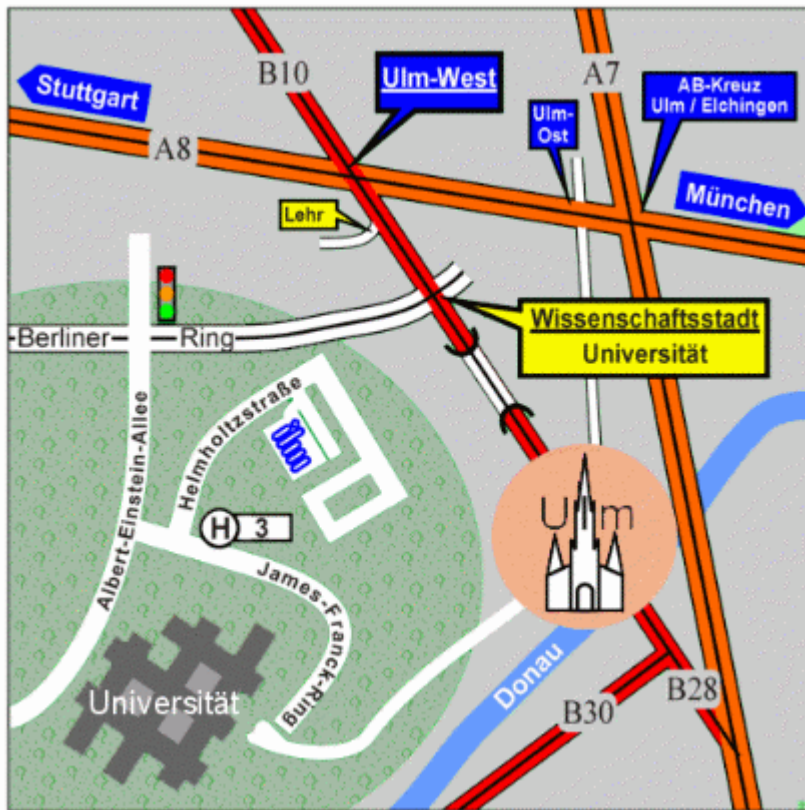 B10
A7
Stuttgart
Ulm-West
AB-Kreuz
Ulm / Elchingen
Ulm-
Ost
A8
München
Lehr
Berliner Ring
Wissenschaftsstadt
Universität
Helmholtzstraße
ilm
Albert-Einstein-Allee
H 3
Ulm
James-Franck-Ring
Universität
Donau
B30
B28